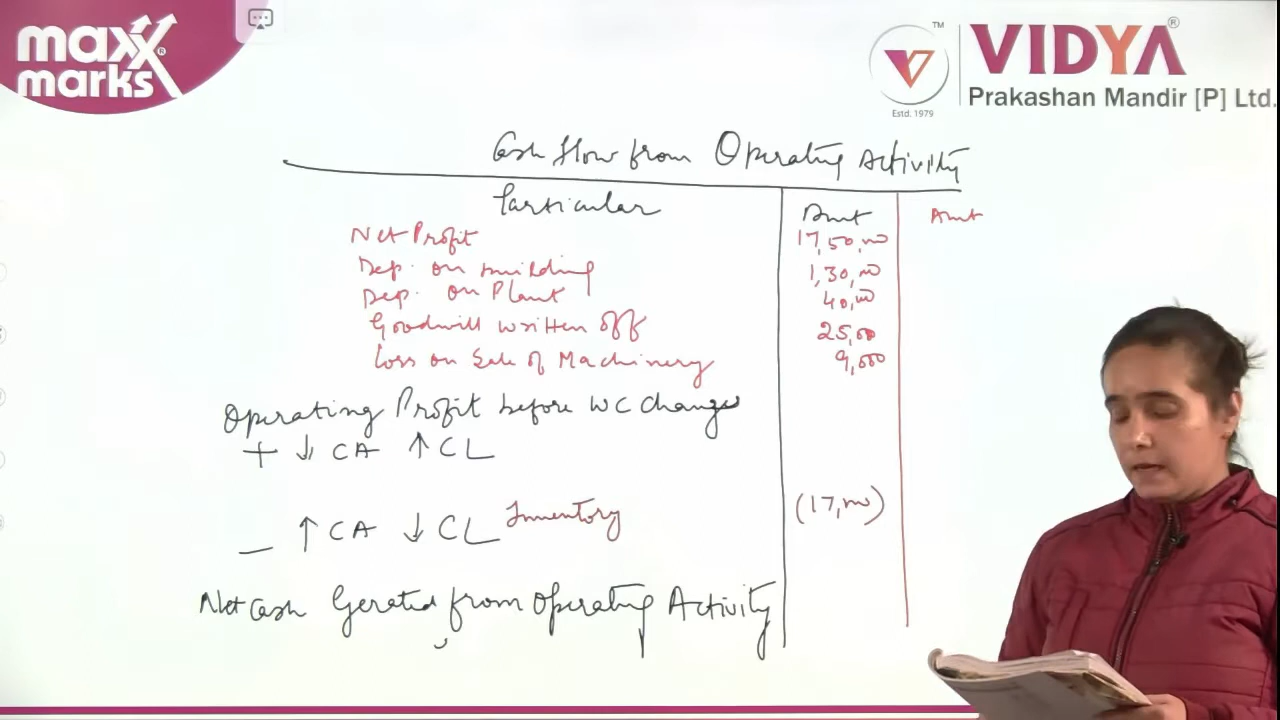 maxx
marks®
™
VIDYA®
Prakashan Mandir [P] Ltd.
Estd. 1979
Cash flow from Operating Activity
Particular Amt Amt
Net Profit 17,50,000
Dep. on Building 1,30,000
Dep. on Plant 40,000
Goodwill written off 25,000
Loss on Sale of Machinery 9,000
Operating Profit before WC Changes
+ ↓ CA ↑ CL
- ↑ CA ↓ CL Inventory (17,000)
Net Cash Gerated from Operating Activity